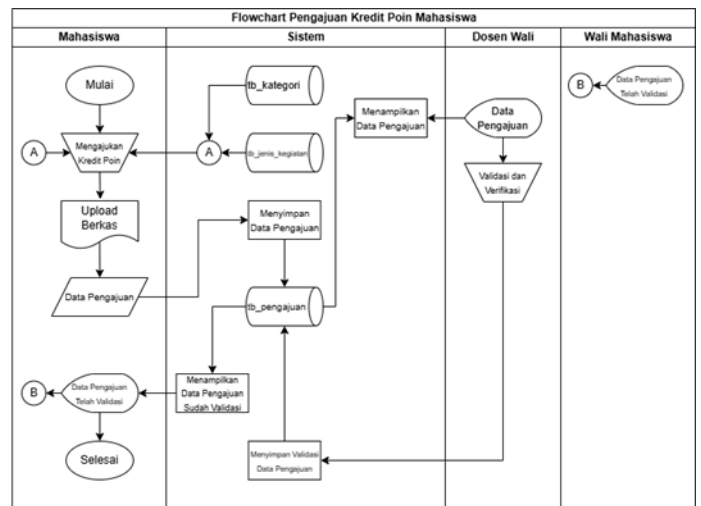 Flowchart Pengajuan Kredit Poin Mahasiswa
Mahasiswa
Sistem
Dosen Wali
Wali Mahasiswa
Mulai
A
Mengajukan
Kredit Poin
Upload
Berkas
Data Pengajuan
B
Data Pengajuan
Telah Validasi
Selesai
tb_kategori
A
tb_jenis_kegiatan
Menyimpan
Data Pengajuan
tb_pengajuan
Menampilkan
Data Pengajuan
Sudah Validasi
Menyimpan Validasi
Data Pengajuan
Menampilkan
Data Pengajuan
Data
Pengajuan
Validasi dan
Verifikasi
B
Data Pengajuan
Telah Validasi